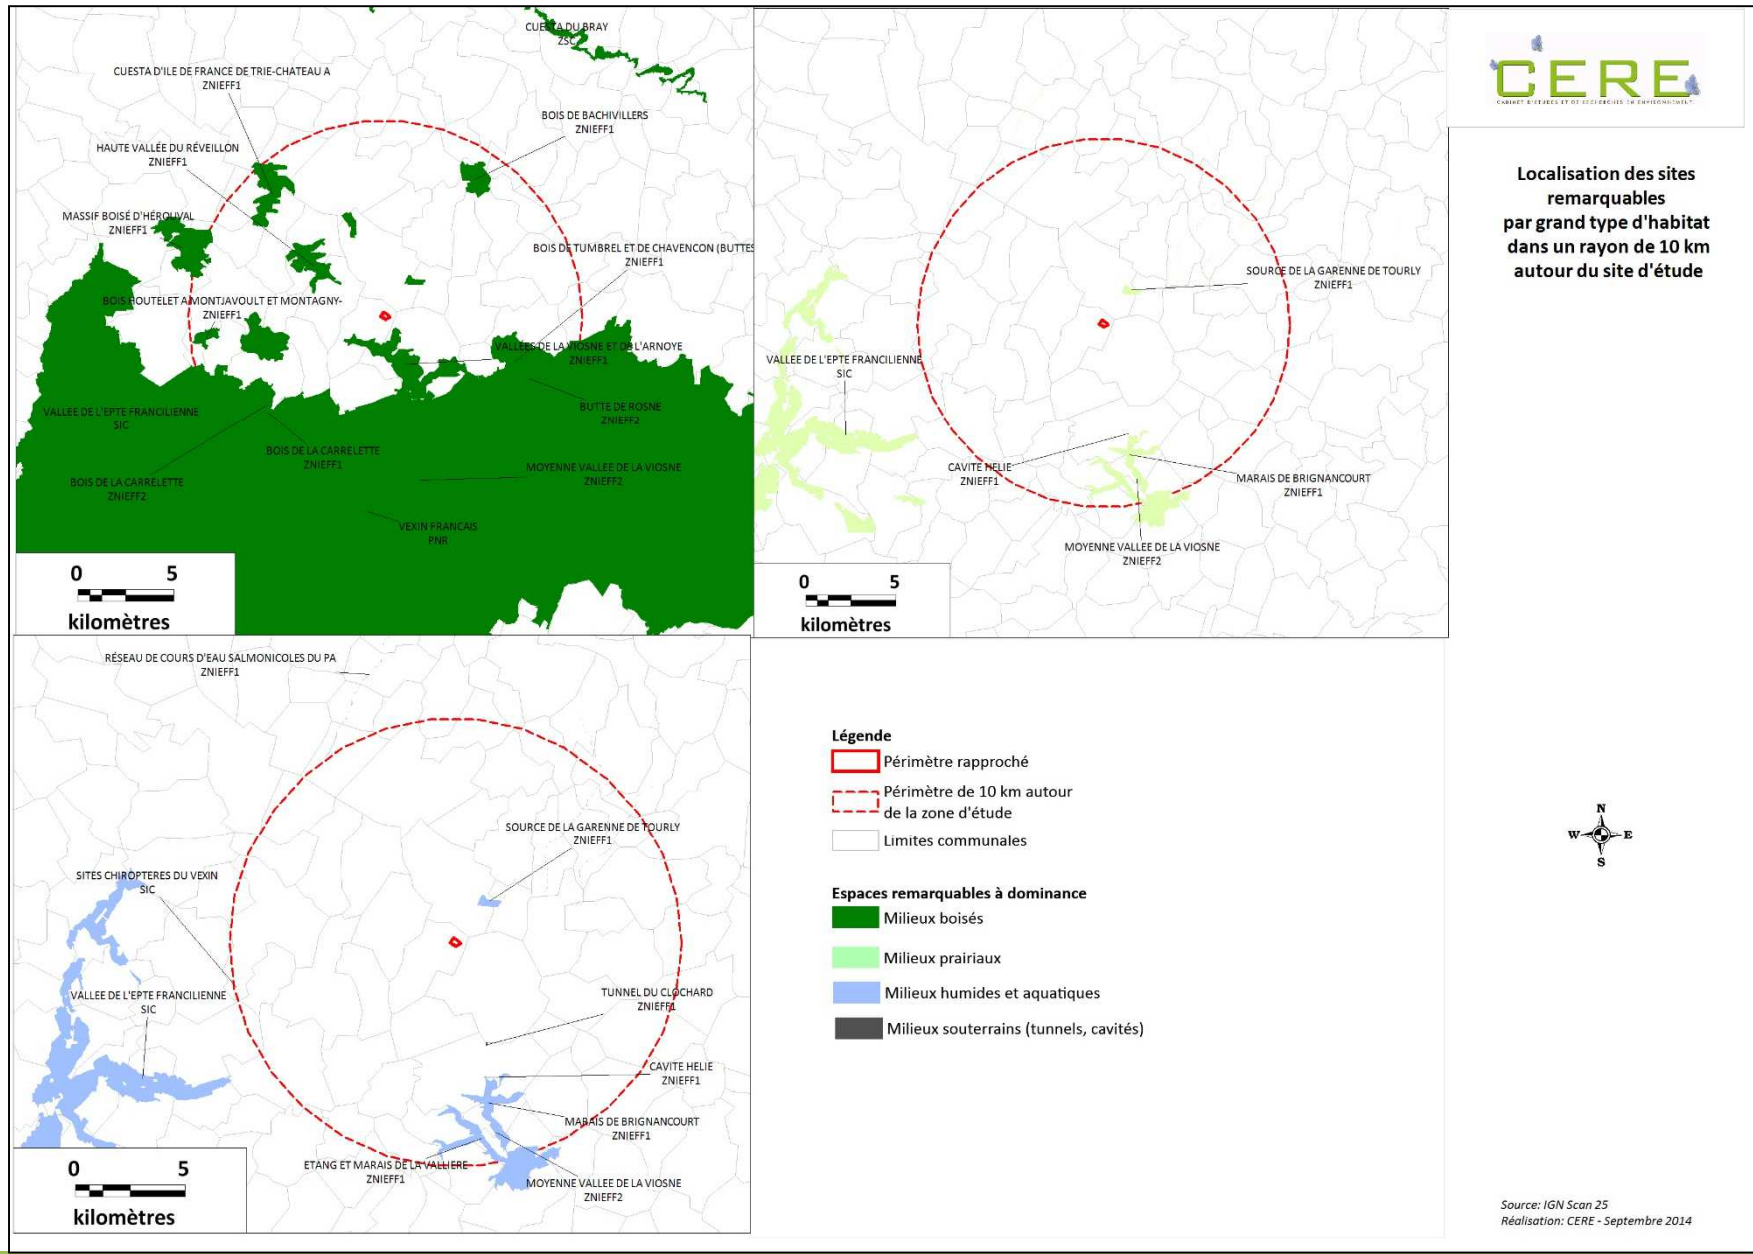 CUESTA DU BRAY
ZSC
CUESTA D'ILE DE FRANCE DE TRIE-CHATEAU A
ZNIEFF1
BOIS DE BACHIVILLERS
ZNIEFF1
HAUTE VALLÉE DU RÉVEILLON
ZNIEFF1
MASSIF BOISÉ D'HÉROUVAL
ZNIEFF1
BOIS DE TUMBREL ET DE CHAVENCON (BUTTES
ZNIEFF1
BOIS HOUTELET A MONTJAVOULT ET MONTAGNY-
ZNIEFF1
VALLÉES DE LA VIOSNE ET DE L'ARNOYE
ZNIEFF1
VALLEE DE L'EPTE FRANCILIENNE
SIC
BUTTE DE ROSNE
ZNIEFF2
BOIS DE LA CARRELETTE
ZNIEFF1
BOIS DE LA CARRELETTE
ZNIEFF2
MOYENNE VALLEE DE LA VIOSNE
ZNIEFF2
VEXIN FRANCAIS
PNR
0 5
kilomètres
SOURCE DE LA GARENNE DE TOURLY
ZNIEFF1
VALLEE DE L'EPTE FRANCILIENNE
SIC
CAVITE HELIE
ZNIEFF1
MARAIS DE BRIGNANCOURT
ZNIEFF1
MOYENNE VALLEE DE LA VIOSNE
ZNIEFF2
0 5
kilomètres
CERE
CABINET D'ETUDES ET DE RECHERCHES EN ENVIRONNEMENT
Localisation des sites
remarquables
par grand type d'habitat
dans un rayon de 10 km
autour du site d'étude
RÉSEAU DE COURS D'EAU SALMONICOLES DU PA
ZNIEFF1
SOURCE DE LA GARENNE DE TOURLY
ZNIEFF1
SITES CHIROPTERES DU VEXIN
SIC
VALLEE DE L'EPTE FRANCILIENNE
SIC
TUNNEL DU CLOCHARD
ZNIEFF1
CAVITE HELIE
ZNIEFF1
MARAIS DE BRIGNANCOURT
ZNIEFF1
ETANG ET MARAIS DE LA VALLIERE
ZNIEFF1
MOYENNE VALLEE DE LA VIOSNE
ZNIEFF2
0 5
kilomètres
Légende
Périmètre rapproché
Périmètre de 10 km autour
de la zone d'étude
Limites communales
Espaces remarquables à dominance
Milieux boisés
Milieux prairiaux
Milieux humides et aquatiques
Milieux souterrains (tunnels, cavités)
N
W E
S
Source: IGN Scan 25
Réalisation: CERE - Septembre 2014